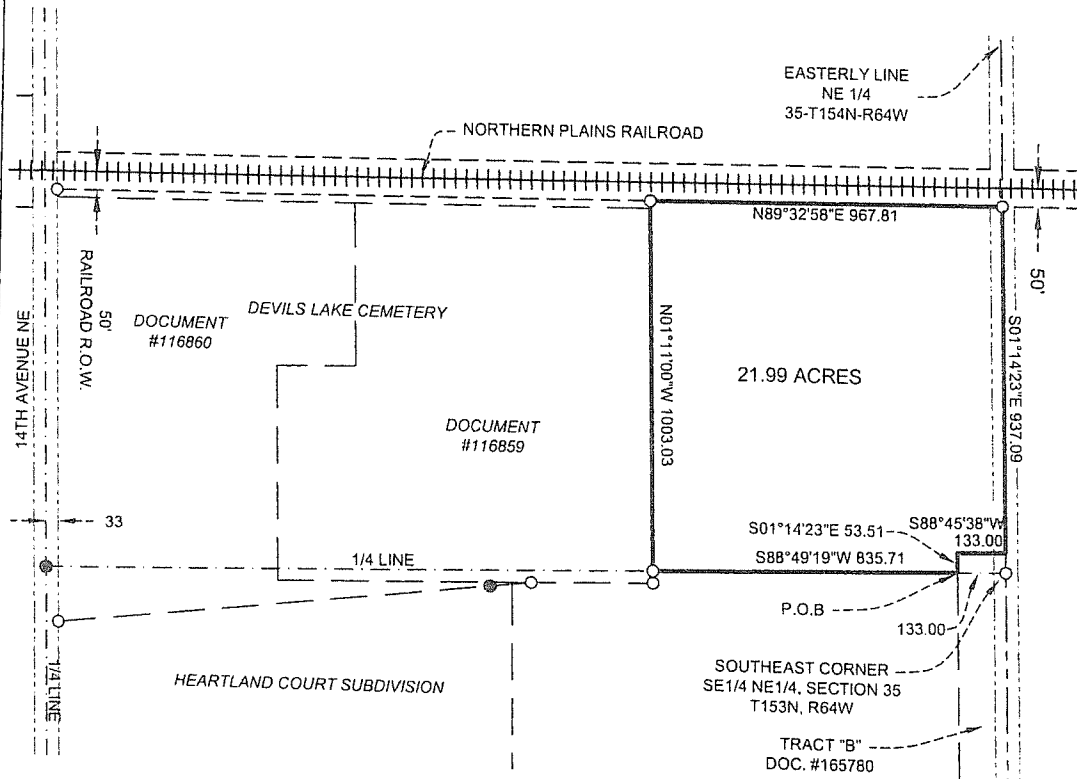 EASTERLY LINE
NE 1/4
35-T154N-R64W
NORTHERN PLAINS RAILROAD
N89°32'58"E 967.81
50'
50'
RAILROAD R.O.W.
14TH AVENUE NE
DOCUMENT
#116860
DEVILS LAKE CEMETERY
DOCUMENT
#116859
N01°11'00"W 1003.03
21.99 ACRES
S01°14'23"E 937.09
33
1/4 LINE
S01°14'23"E 53.51
S88°45'38"W
133.00
S88°49'19"W 835.71
P.O.B
133.00
1/4 LINE
HEARTLAND COURT SUBDIVISION
SOUTHEAST CORNER
SE1/4 NE1/4, SECTION 35
T153N, R64W
TRACT "B"
DOC. #165780